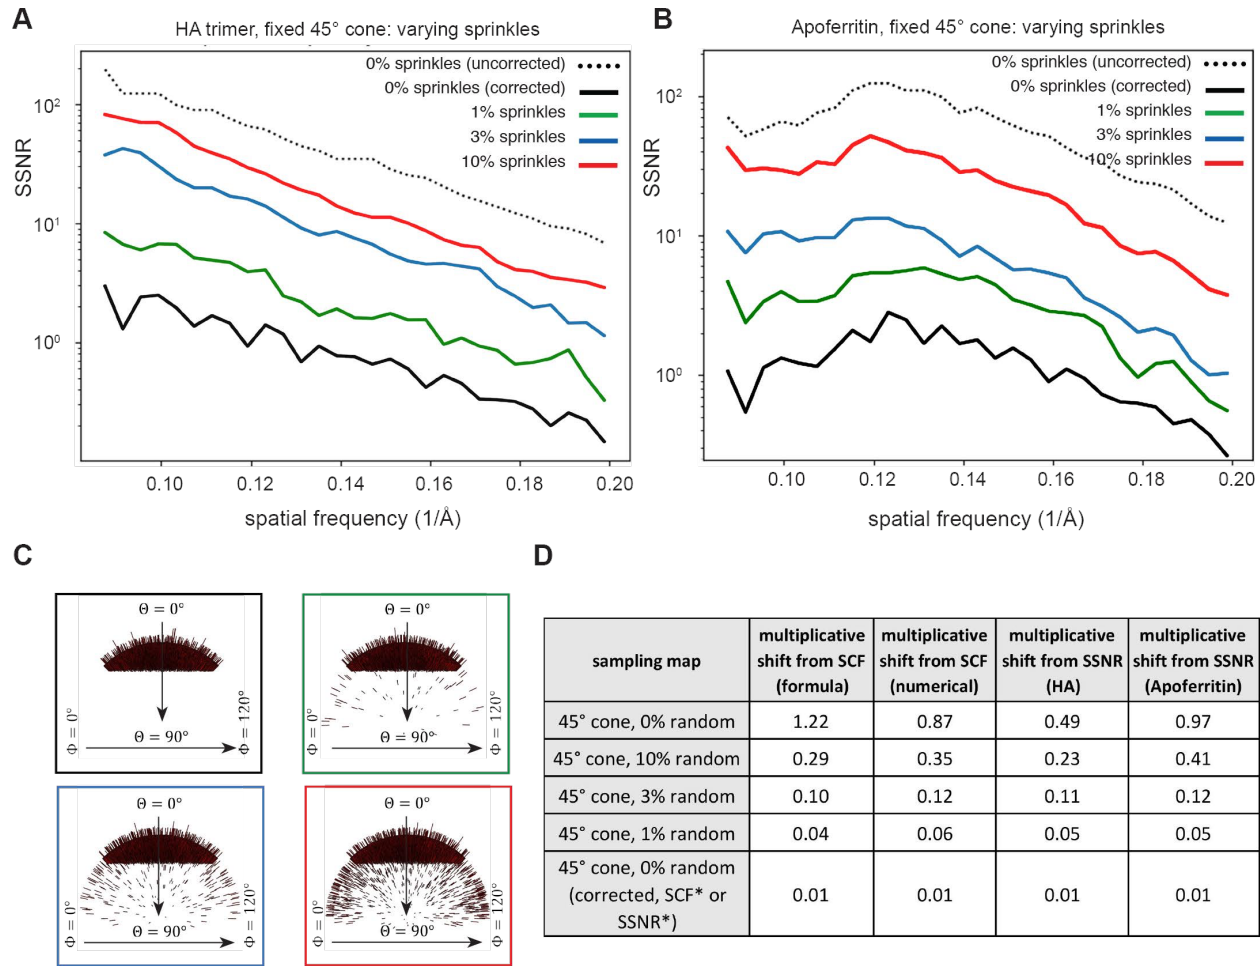 A
HA trimer, fixed 45° cone: varying sprinkles
0% sprinkles (uncorrected)
0% sprinkles (corrected)
1% sprinkles
3% sprinkles
10% sprinkles
SSNR
10²
10¹
10⁰
0.10 0.12 0.14 0.16 0.18 0.20
spatial frequency (1/Å)
B
Apoferritin, fixed 45° cone: varying sprinkles
0% sprinkles (uncorrected)
0% sprinkles (corrected)
1% sprinkles
3% sprinkles
10% sprinkles
SSNR
10²
10¹
10⁰
0.10 0.12 0.14 0.16 0.18 0.20
spatial frequency (1/Å)
C
Θ = 0°
Φ = 0°
Θ = 90°
Φ = 120°
Θ = 0°
Φ = 0°
Θ = 90°
Φ = 120°
Θ = 0°
Φ = 0°
Θ = 90°
Φ = 120°
Θ = 0°
Φ = 0°
Θ = 90°
Φ = 120°
D
sampling map
multiplicative
shift from SCF
(formula)
multiplicative
shift from SCF
(numerical)
multiplicative
shift from SSNR
(HA)
multiplicative
shift from SSNR
(Apoferritin)
45° cone, 0% random 1.22 0.87 0.49 0.97
45° cone, 10% random 0.29 0.35 0.23 0.41
45° cone, 3% random 0.10 0.12 0.11 0.12
45° cone, 1% random 0.04 0.06 0.05 0.05
45° cone, 0% random
(corrected, SCF* or
SSNR*)
0.01 0.01 0.01 0.01